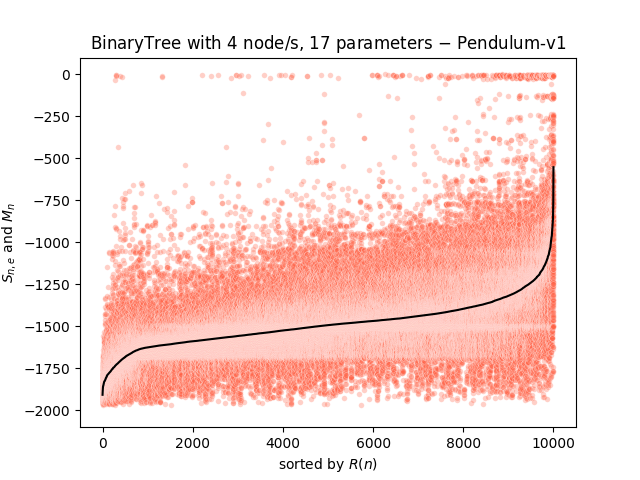 BinaryTree with 4 node/s, 17 parameters − Pendulum-v1
0
−250
−500
−750
−1000
−1250
−1500
−1750
−2000
S_{n,e} and M_n
0 2000 4000 6000 8000 10000
sorted by R(n)